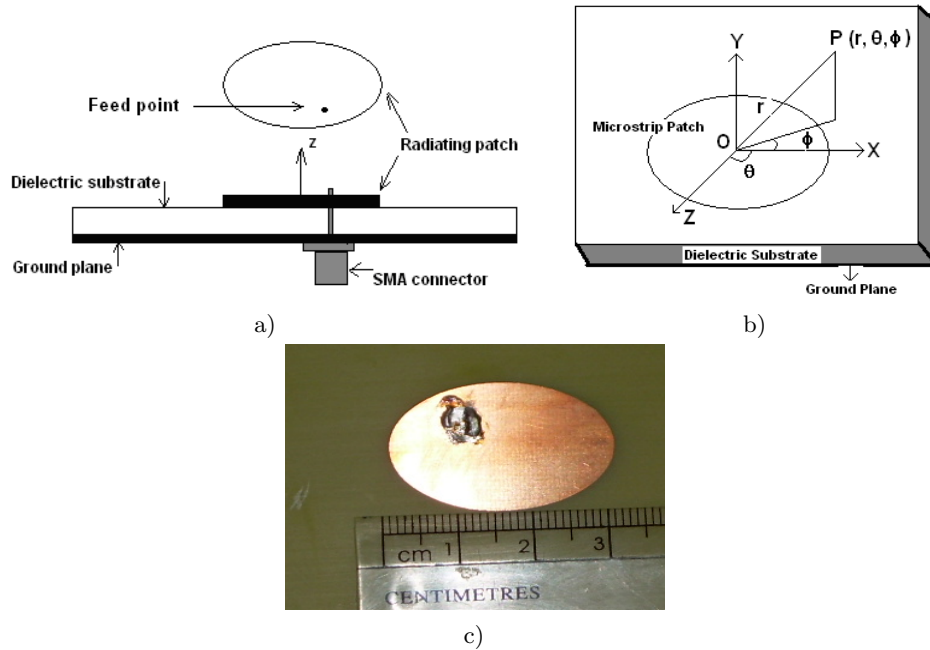 Feed point
z
Radiating patch
Dielectric substrate
Ground plane
SMA connector
a)
Y
P (r, θ, ϕ)
r
Microstrip Patch
O
ϕ
X
θ
Z
Dielectric Substrate
Ground Plane
b)
cm 1 2 3
CENTIMETRES
c)